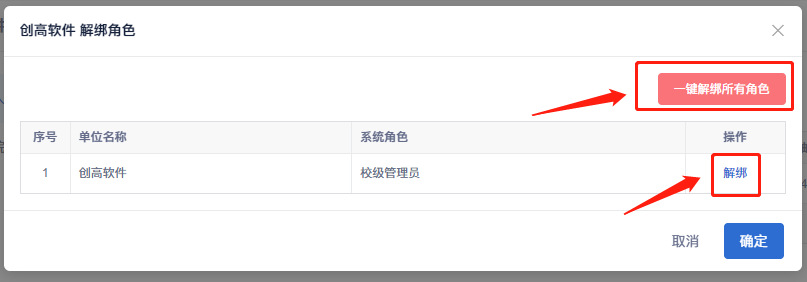 创高软件 解绑角色
一键解绑所有角色
序号 单位名称 系统角色 操作
1 创高软件 校级管理员 解绑
取消 确定